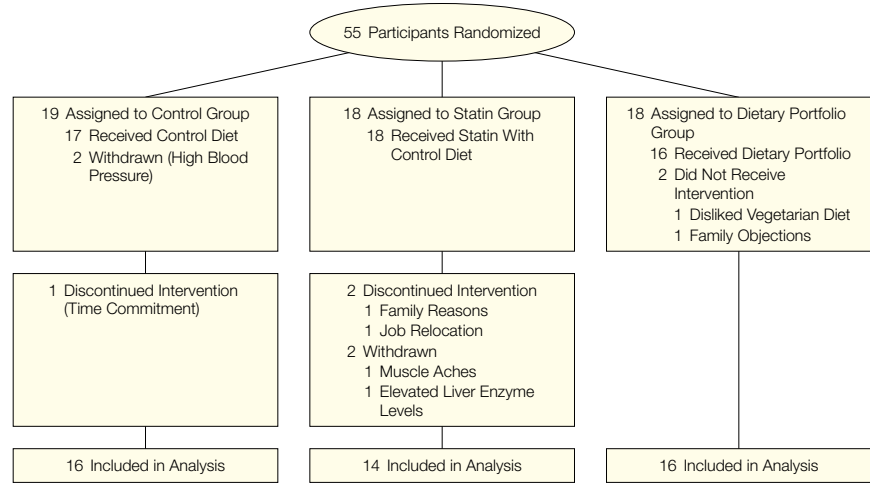 55 Participants Randomized
19 Assigned to Control Group
17 Received Control Diet
2 Withdrawn (High Blood
Pressure)
18 Assigned to Statin Group
18 Received Statin With
Control Diet
18 Assigned to Dietary Portfolio
Group
16 Received Dietary Portfolio
2 Did Not Receive
Intervention
1 Disliked Vegetarian Diet
1 Family Objections
1 Discontinued Intervention
(Time Commitment)
2 Discontinued Intervention
1 Family Reasons
1 Job Relocation
2 Withdrawn
1 Muscle Aches
1 Elevated Liver Enzyme
Levels
16 Included in Analysis
14 Included in Analysis
16 Included in Analysis